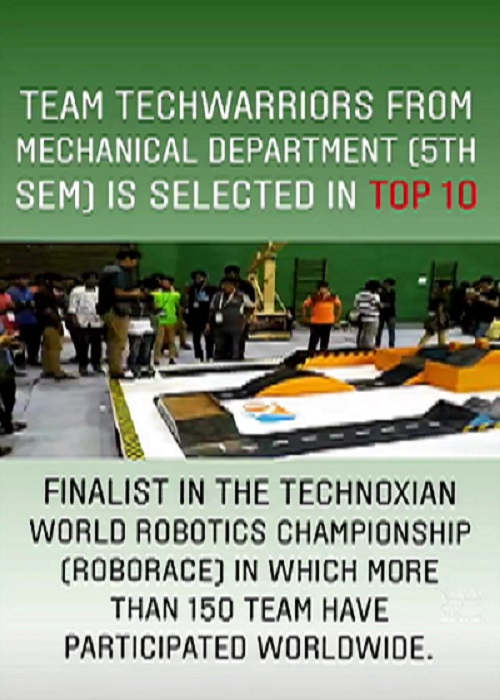 TEAM TECHWARRIORS FROM
MECHANICAL DEPARTMENT (5TH
SEM) IS SELECTED IN TOP 10
FINALIST IN THE TECHNOXIAN
WORLD ROBOTICS CHAMPIONSHIP
(ROBORACE) IN WHICH MORE
THAN 150 TEAM HAVE
PARTICIPATED WORLDWIDE.